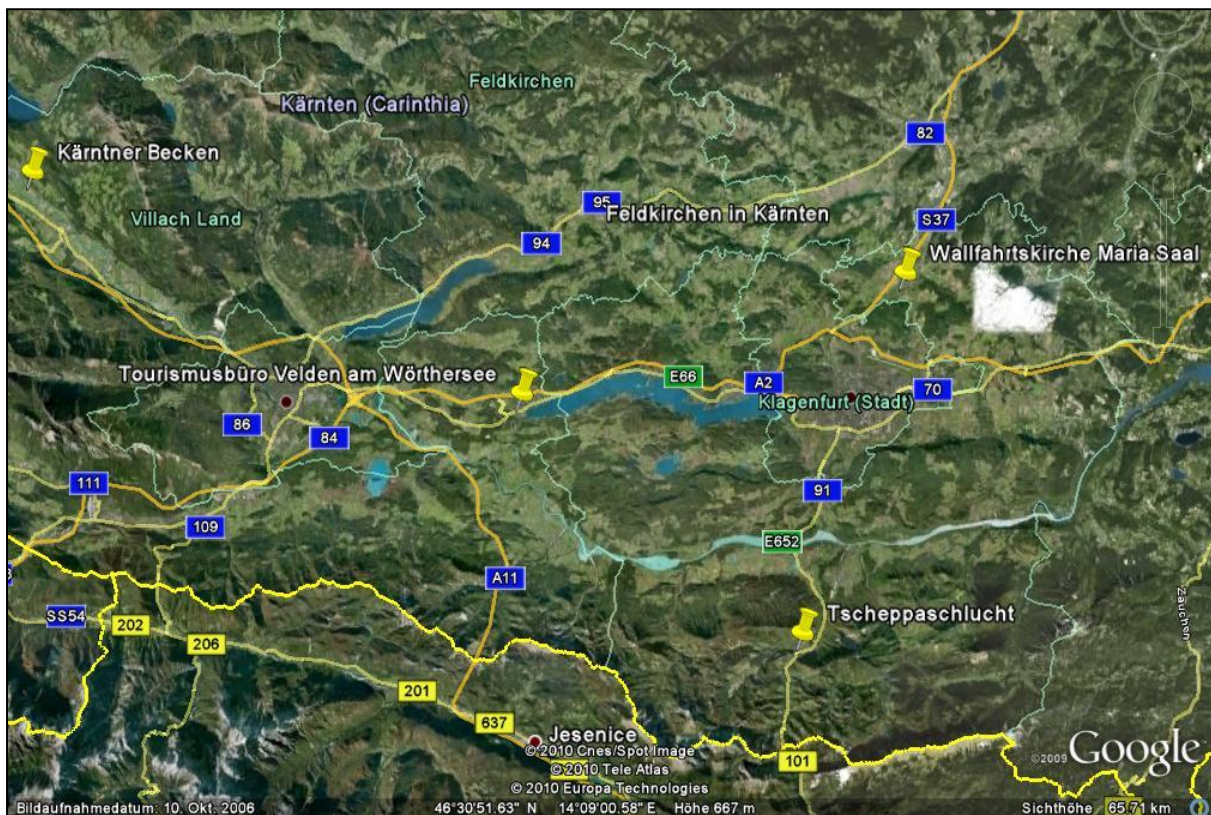 Feldkirchen
Kärnten (Carinthia)
82
Kärntner Becken
95
Villach Land
Feldkirchen in Kärnten
S37
94
Wallfahrtskirche Maria Saal
Tourismusbüro Velden am Wörthersee
E66
A2
70
Klagenfurt (Stadt)
86
84
111
91
109
E652
A11
Zauchen
SS54
202
Tscheppaschlucht
206
201
637
Jesenice
101
© 2010 Cnes/Spot Image
© 2010 Tele Atlas
© 2010 Europa Technologies
©2009 Google
Bildaufnahmedatum: 10. Okt. 2006
46°30'51.63" N 14°09'00.58" E Höhe 667 m
Sichthöhe 65.71 km